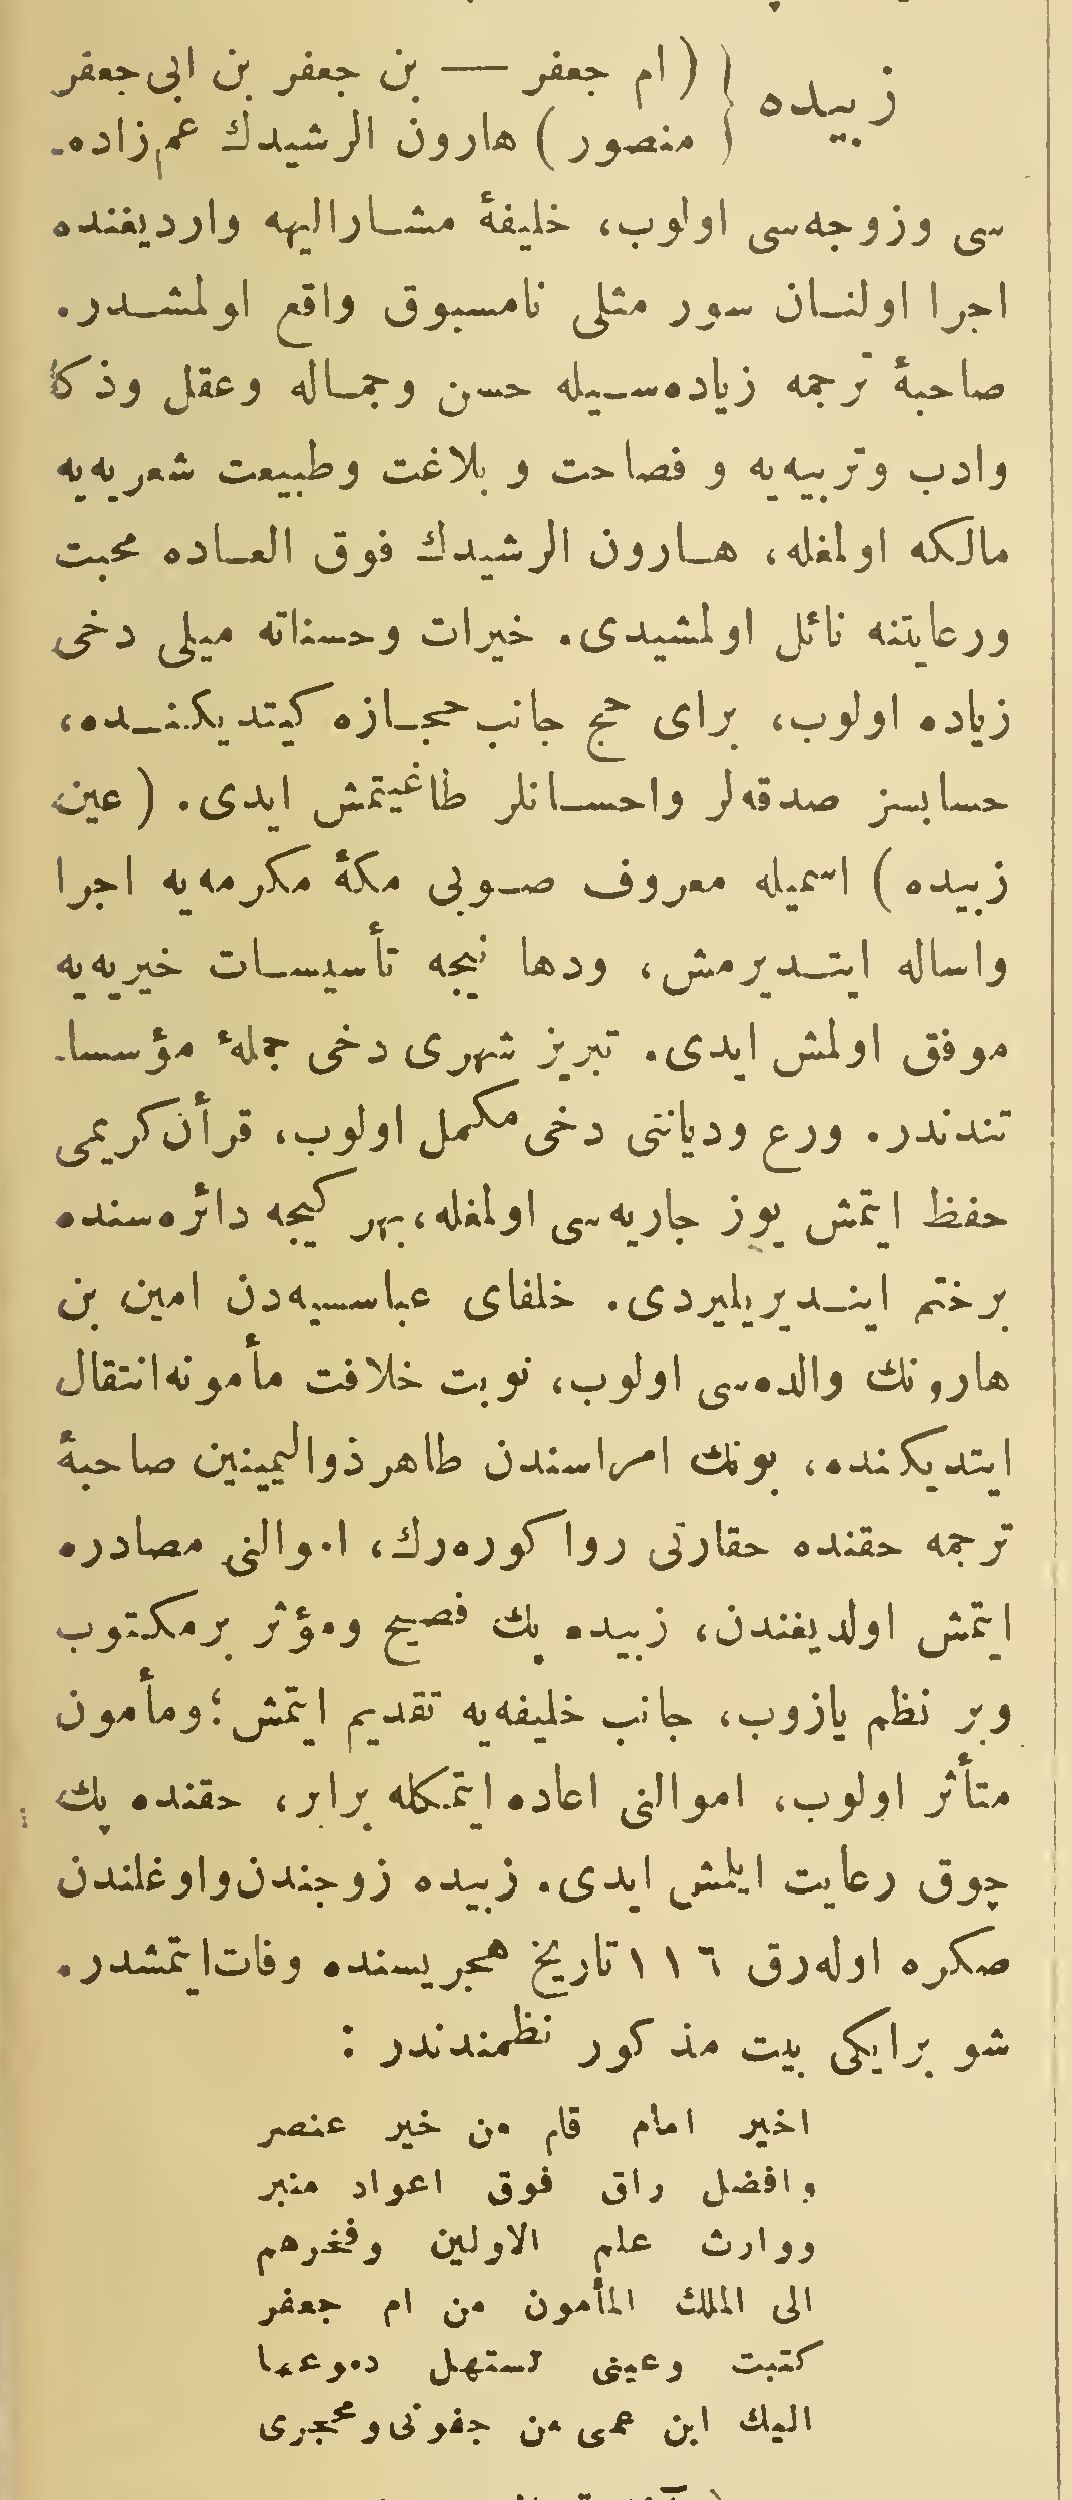 زبیده { (ام جعفر — بن جعفر بن ابی جعفر
منصور) هارون الرشیدك عم‌زاده‌-
سی وزوجه‌سی اولوب، خلیفهٔ مشارالیهه واردیغنده
اجرا اولنان سور مثلی نامسبوق واقع اولمشدر.
صاحبهٔ ترجمه زیاده‌سیله حسن وجماله وعقل وذکاٴ
وادب وتربیه‌یه و فصاحت و بلاغت وطبیعت شعریه‌یه
مالکه اولمغله، هارون الرشیدك فوق العاده محبت
ورعایتنه نائل اولمشیدی. خیرات وحسناته میلی دخی
زیاده اولوب، برای حج جانب حجازه کیتدیکنده،
حسابسز صدقه‌لر واحسانلر طاغیتمش ایدی. (عین
زبیده) اسمیله معروف صوبی مکهٔ مکرمه‌یه اجرا
واساله ایتدیرمش، ودها نیجه تأسیسات خیریه‌یه
موفق اولمش ایدی. تبریز شهری دخی جملهٔ مؤسسا-
تندندر. ورع ودیانتی دخی مکمل اولوب، قرأن کریمی
حفظ ایتمش یوز جاریه‌سی اولمغله، بهر کیجه دائره‌سنده
برختم ایندیریلیردی. خلفای عباسیه‌دن امین بن
هارونك والده‌سی اولوب، نوبت خلافت مأمونه انتقال
ایتدیکنده، بونك امراسندن طاهر ذوالیمینین صاحبهٔ
ترجمه حقنده حقارتی روا کوره‌رك، اموالنی مصادره
ایتمش اولدیغندن، زبیده پك فصیح ومؤثر برمکتوب
وبر نظم یازوب، جانب خلیفه‌یه تقدیم ایتمش؛ ومأمون
متأثر اولوب، اموالنی اعاده ایتمکله برابر، حقنده پك
چوق رعایت ایلمش ایدی. زبیده زوجندن واوغلندن
صکره اوله‌رق ١١٦ تاریخ هجریسنده وفات ایتمشدر.
شو برایکی بیت مذکور نظمندندر :
اخیر امام قام من خیر عنصر
وافضل راق فوق اعواد منبر
ووارث علم الاولین وفخرهم
الی الملك المأمون من ام جعفر
کتبت وعینی تستهل دموعها
الیك ابن عمی من جفونی ومحجری